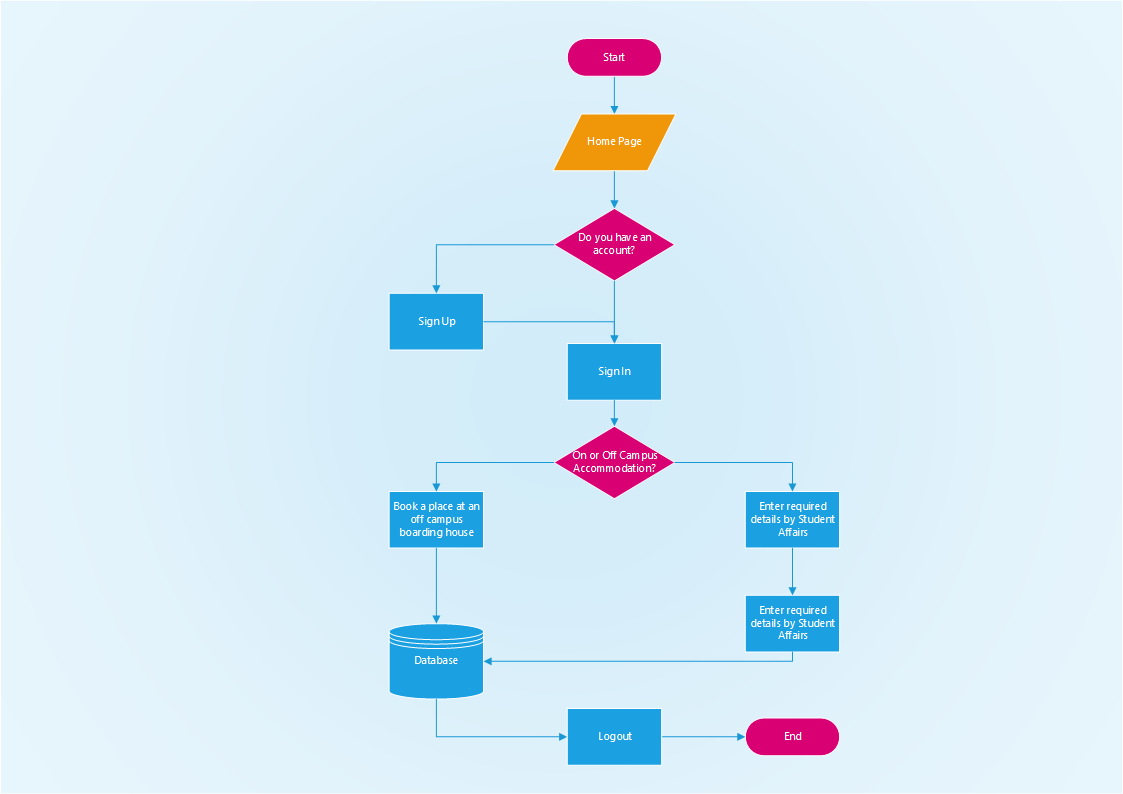 Start
Home Page
Do you have an
account?
Sign Up
Sign In
On or Off Campus
Accommodation?
Book a place at an
off campus
boarding house
Enter required
details by Student
Affairs
Enter required
details by Student
Affairs
Database
Logout
End